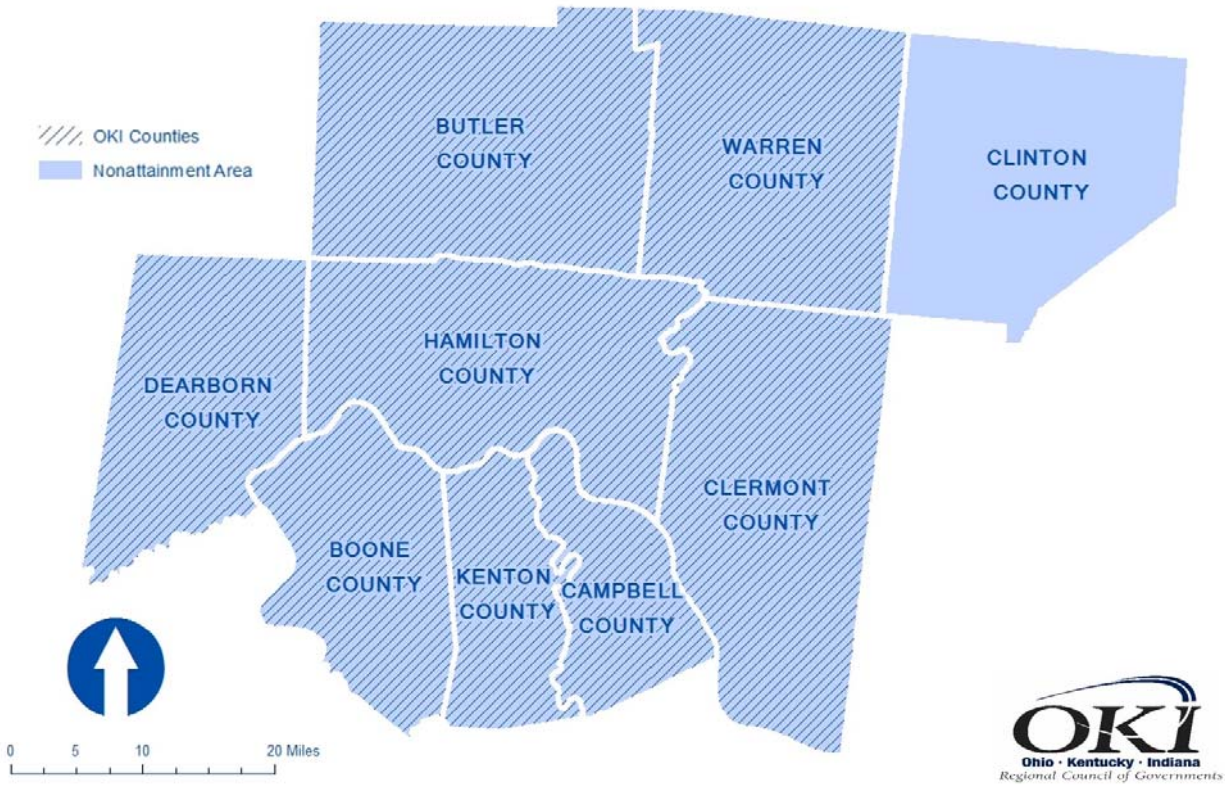 OKI Counties
Nonattainment Area
BUTLER
COUNTY
WARREN
COUNTY
CLINTON
COUNTY
DEARBORN
COUNTY
HAMILTON
COUNTY
CLERMONT
COUNTY
BOONE
COUNTY
KENTON
COUNTY
CAMPBELL
COUNTY
0 5 10 20 Miles
OKI
Ohio · Kentucky · Indiana
Regional Council of Governments